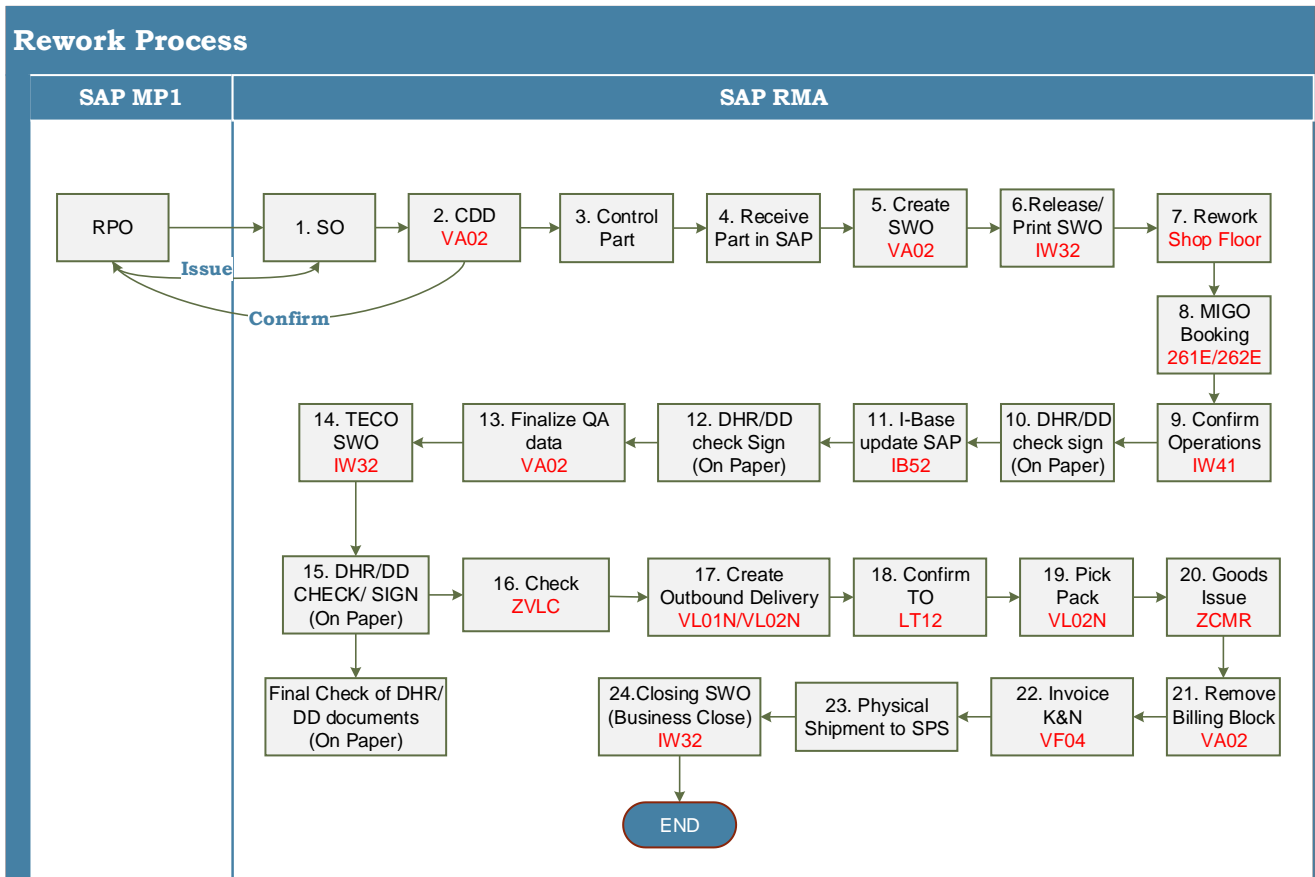 Rework Process
SAP MP1
SAP RMA
RPO
1. SO
2. CDD
VA02
3. Control
Part
4. Receive
Part in SAP
5. Create
SWO
VA02
6.Release/
Print SWO
IW32
7. Rework
Shop Floor
Issue
Confirm
8. MIGO
Booking
261E/262E
9. Confirm
Operations
IW41
10. DHR/DD
check sign
(On Paper)
11. I-Base
update SAP
IB52
12. DHR/DD
check Sign
(On Paper)
13. Finalize QA
data
VA02
14. TECO
SWO
IW32
15. DHR/DD
CHECK/ SIGN
(On Paper)
16. Check
ZVLC
17. Create
Outbound Delivery
VL01N/VL02N
18. Confirm
TO
LT12
19. Pick
Pack
VL02N
20. Goods
Issue
ZCMR
Final Check of DHR/
DD documents
(On Paper)
21. Remove
Billing Block
VA02
22. Invoice
K&N
VF04
23. Physical
Shipment to SPS
24.Closing SWO
(Business Close)
IW32
END